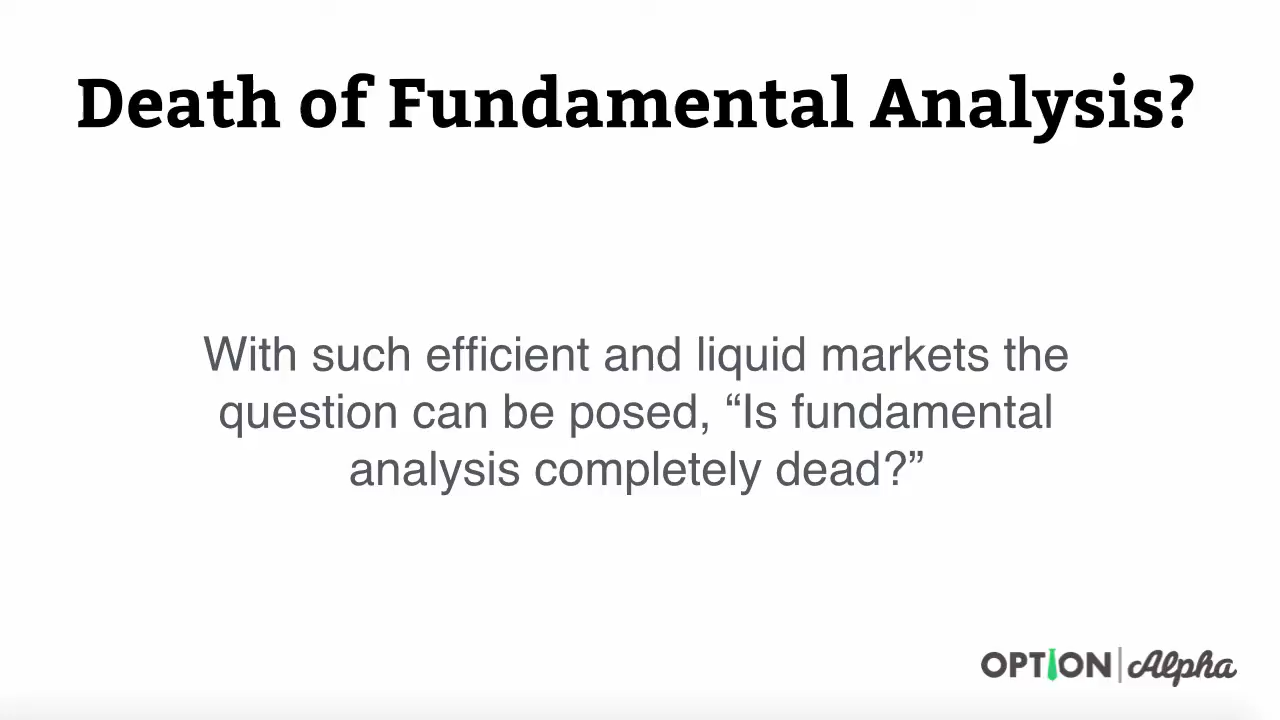 Death of Fundamental Analysis?
With such efficient and liquid markets the
question can be posed, “Is fundamental
analysis completely dead?”
OPTION | Alpha